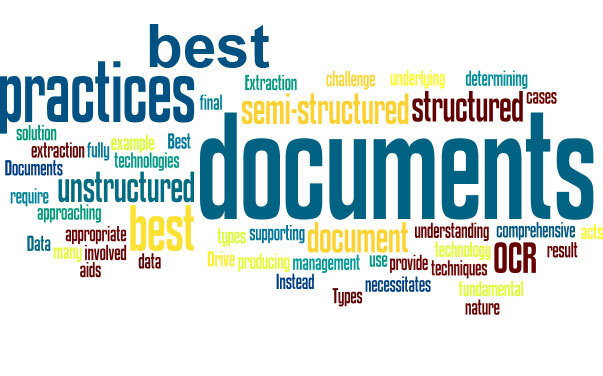 best
practices
Extraction
challenge
underlying
determining
final
semi-structured
structured
cases
solution
extraction
fully
example
Best
technologies
documents
Documents
require
unstructured
approaching
best
appropriate
Data
many
involved
aids
data
types
supporting
document
understanding
comprehensive
acts
Drive
producing
management
use
provide
technology
techniques
OCR
result
Instead
Types
necessitates
fundamental
nature